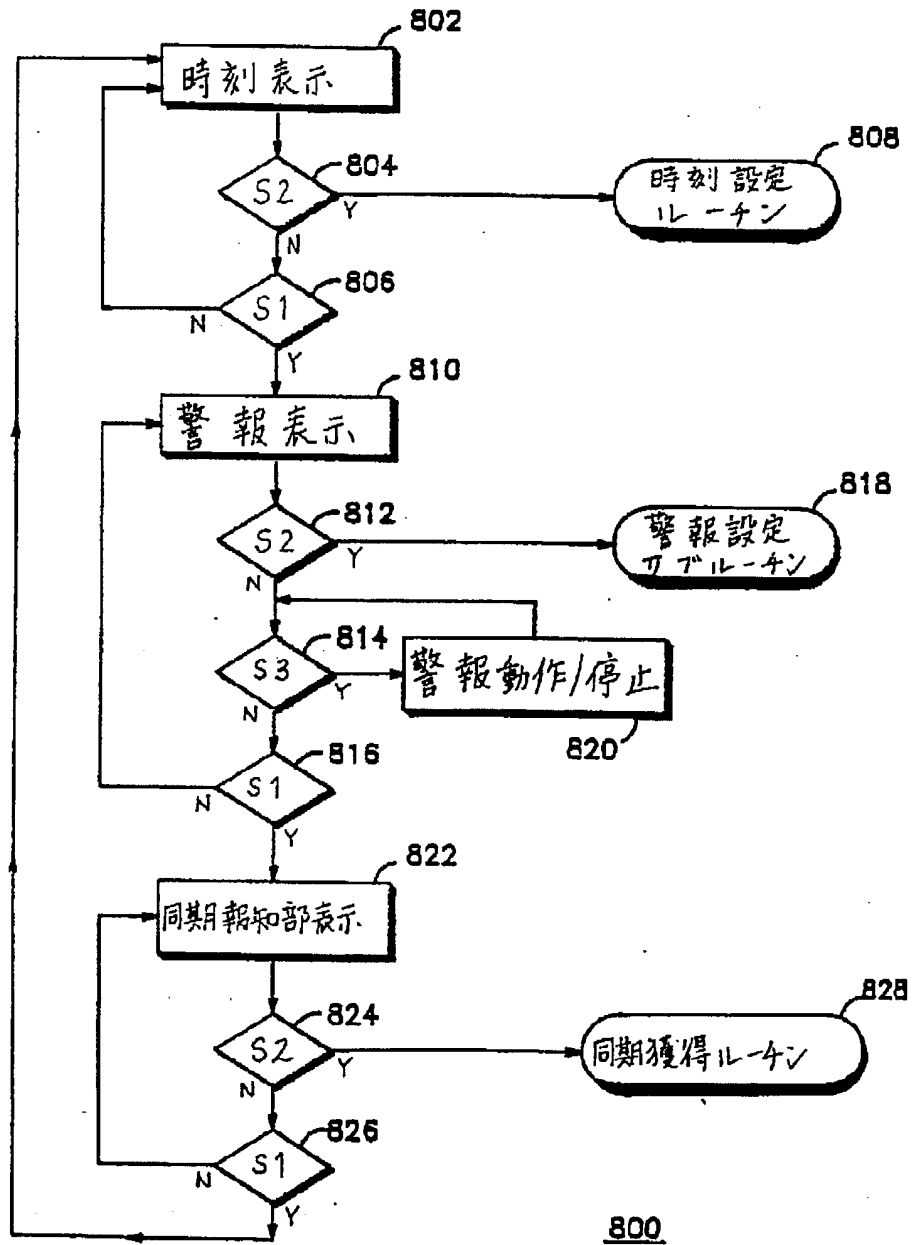 802
時刻表示
804
S2
Y
N
808
時刻設定
ルーチン
806
S1
N
Y
810
警報表示
812
S2
Y
N
818
警報設定
サブルーチン
814
S3
Y
N
警報動作/停止
820
816
S1
N
Y
822
同期報知部表示
824
S2
Y
N
828
同期獲得ルーチン
826
S1
N
Y
800